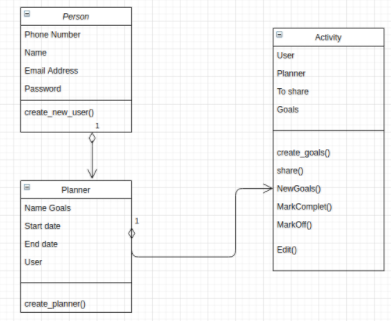 Person
Phone Number
Name
Email Address
Password
create_new_user()
1
Planner
Name Goals
Start date
End date
User
create_planner()
1
Activity
User
Planner
To share
Goals
create_goals()
share()
NewGoals()
MarkComplet()
MarkOff()
Edit()